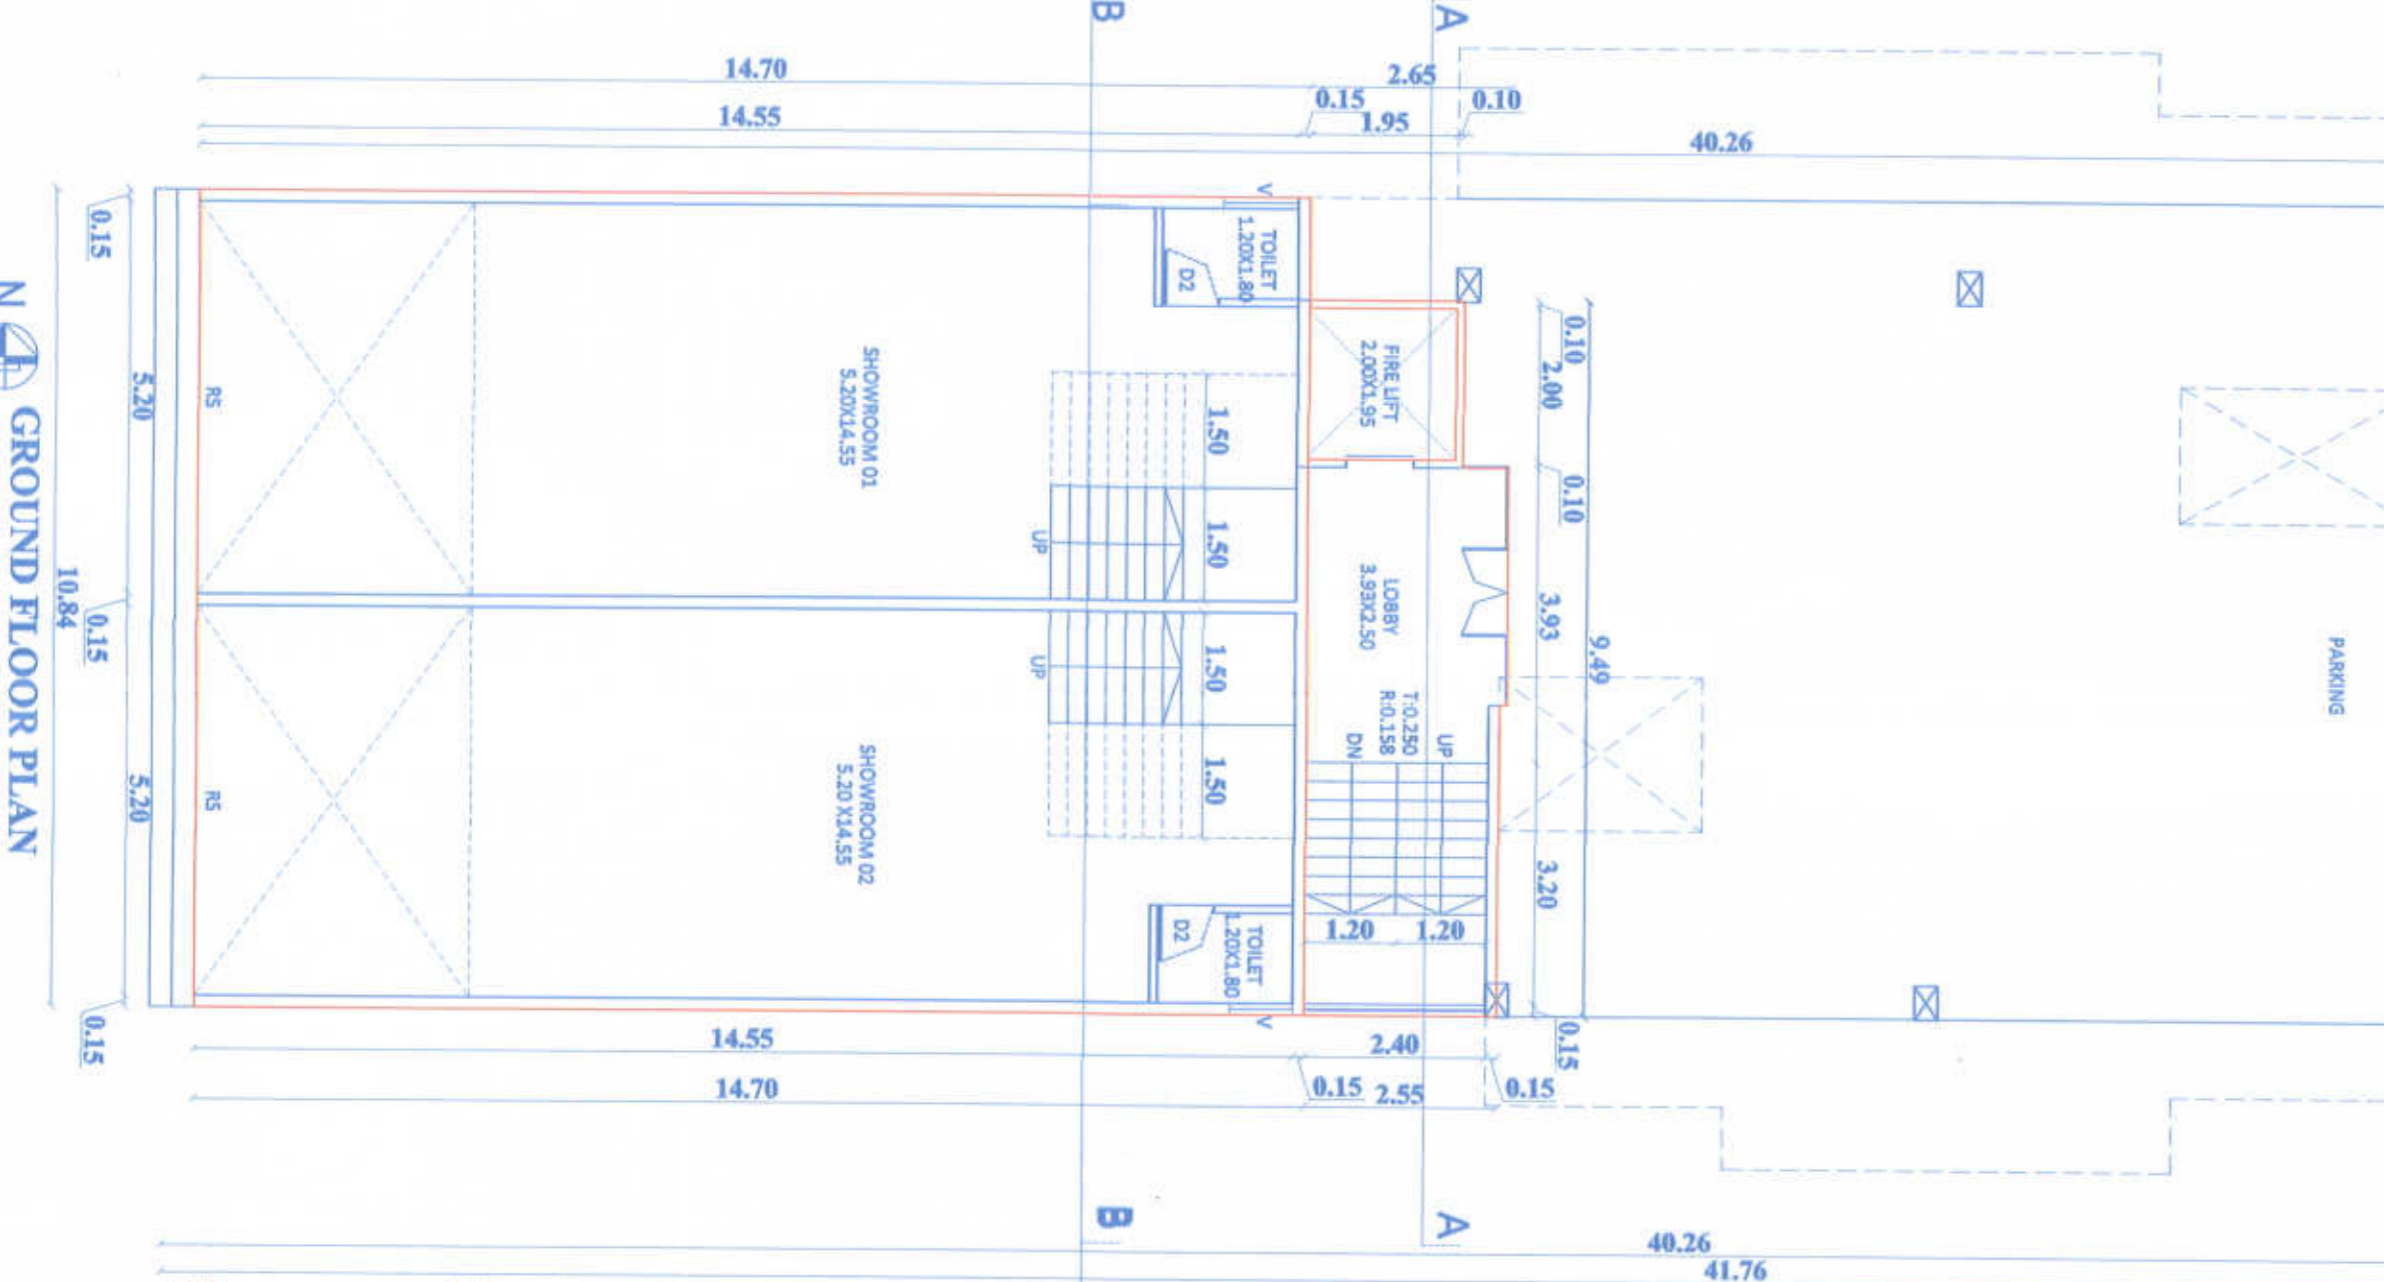 B
A
14.70
2.65
0.15
0.10
14.55
1.95
40.26
0.15
5.20
10.84
0.15
5.20
0.15
N
GROUND FLOOR PLAN
V
TOILET
1.20X1.80
D2
RS
SHOWROOM 01
5.20X14.55
1.50
1.50
UP
FIRE LIFT
2.00X1.95
0.10
2.00
0.10
3.93
9.49
3.20
0.15
LOBBY
3.93X2.50
T:0.250
R:0.158
UP
DN
1.20
1.20
PARKING
UP
1.50
1.50
RS
SHOWROOM 02
5.20 X14.55
D2
TOILET
1.20X1.80
V
14.55
2.40
14.70
0.15
2.55
0.15
B
A
40.26
41.76